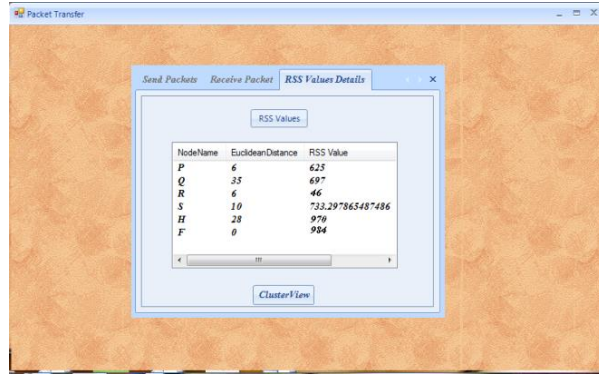 Packet Transfer
Send Packets Receive Packet RSS Values Details
RSS Values
NodeName EuclideanDistance RSS Value
P 6 625
Q 35 697
R 6 46
S 10 733.297865487486
H 28 970
F 0 984
ClusterView